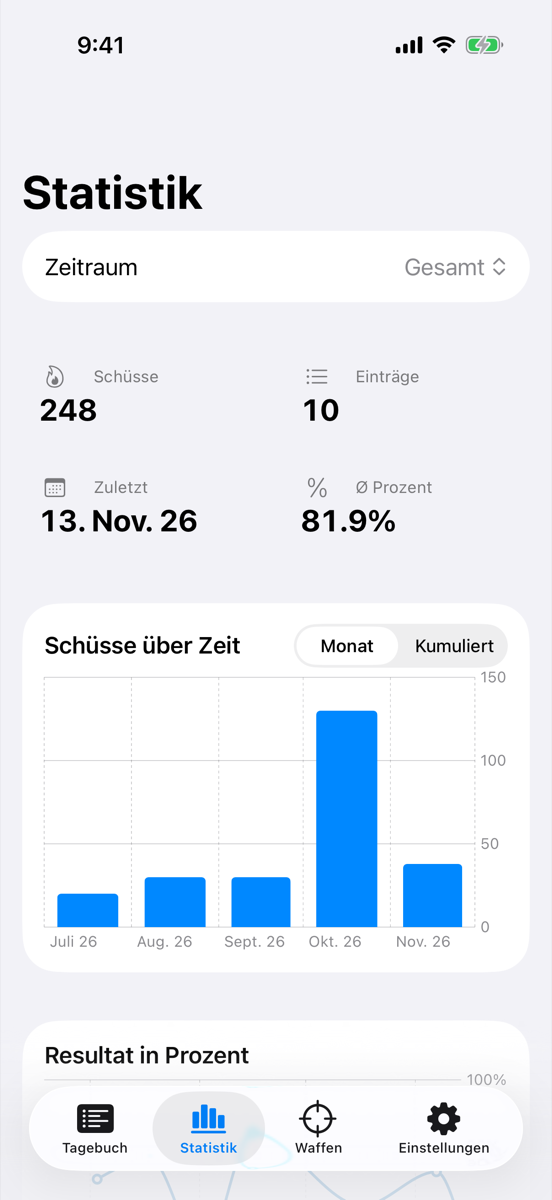 9:41
Statistik
Zeitraum Gesamt
Schüsse Einträge
248 10
Zuletzt Ø Prozent
13. Nov. 26 81.9%
Schüsse über Zeit Monat Kumuliert
150
100
50
0
Juli 26 Aug. 26 Sept. 26 Okt. 26 Nov. 26
Resultat in Prozent
100%
Tagebuch Statistik Waffen Einstellungen